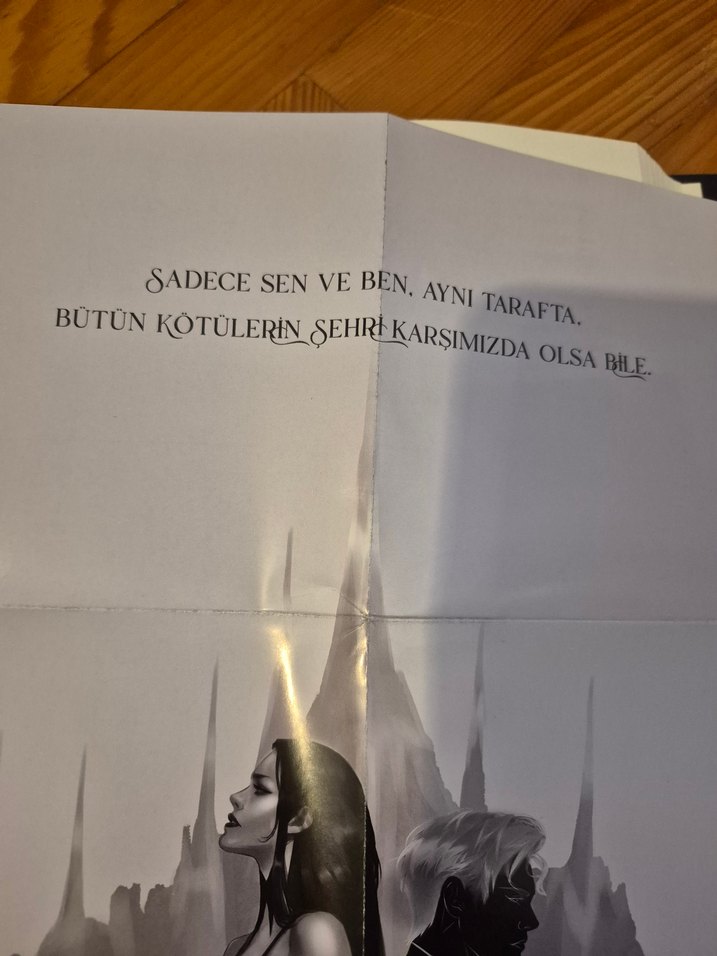 SADECE SEN VE BEN, AYNI TARAFTA,
BÜTÜN KÖTÜLERİN ŞEHRİ KARŞIMIZDA OLSA BİLE.